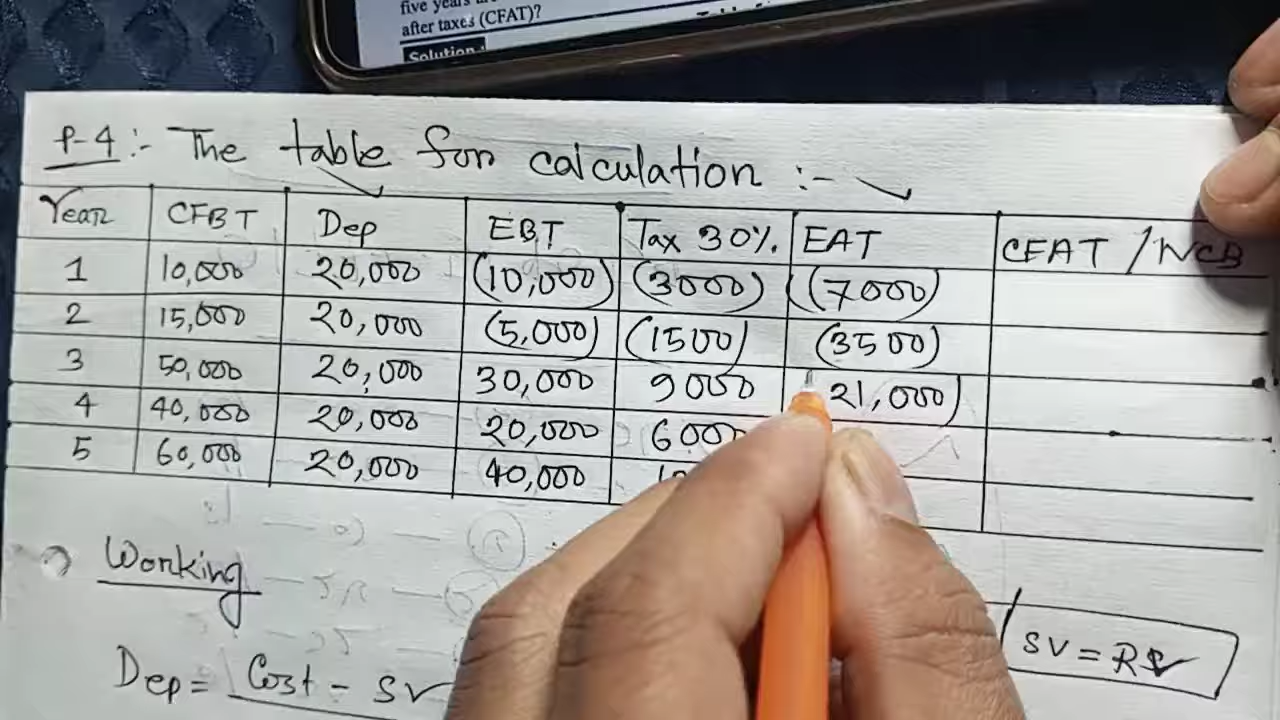 five years
after taxes (CFAT)?
Solution :
P-4 :- The table for calculation :-
Year CFBT Dep EBT Tax 30% EAT CFAT / NCB
1 10,000 20,000 (10,000) (3000) (7000)
2 15,000 20,000 (5,000) (1500) (3500)
3 50,000 20,000 30,000 9000 21,000)
4 40,000 20,000 20,000 6000
5 60,000 20,000 40,000
Working
SV = RV
Dep = Cost - SV